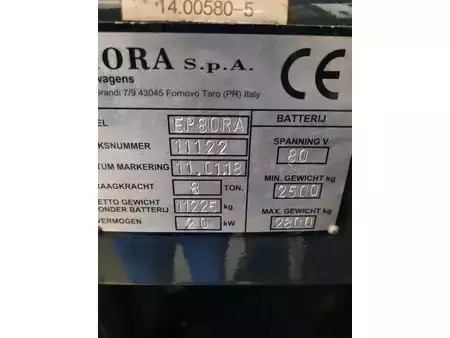 14.00580-5
IORA S.p.A.
wagens
Grandi 7/9 43045 Fornovo Taro (PR) Italy
CE
EL EP80RA BATTERIJ
KSNUMMER 11122 SPANNING V
TUM MARKERING 11.01.18 80
RAAGKRACHT 8 TON. MIN. GEWICHT kg
ETTO GEWICHT 2500
ONDER BATTERIJ 11225 kg MAX. GEWICHT kg
VERMOGEN 20 kW 2800